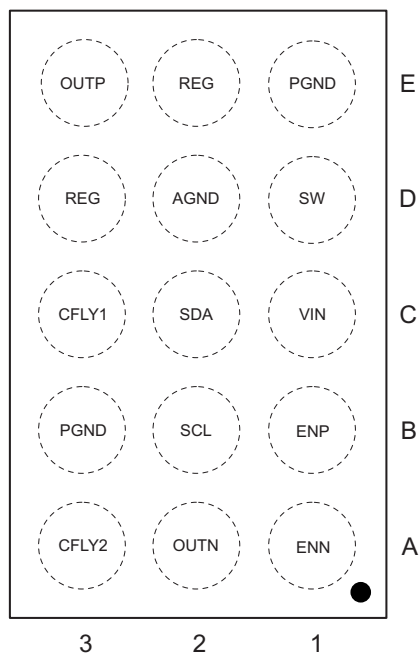 OUTP REG PGND E
REG AGND SW D
CFLY1 SDA VIN C
PGND SCL ENP B
CFLY2 OUTN ENN A
3 2 1